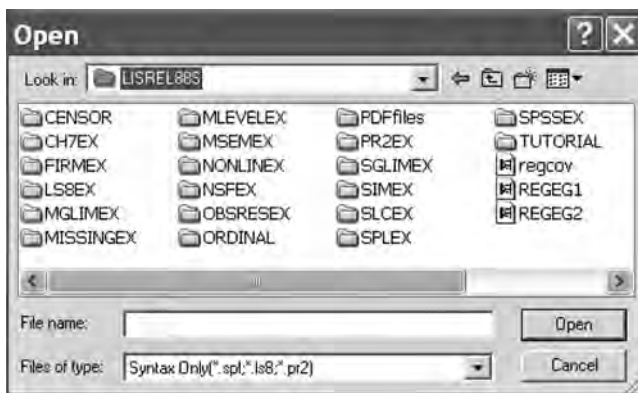 Open
Look in: LISREL88S
CENSOR MLEVELEX PDFfiles SPSSEX
CH7EX MSEMEX PR2EX TUTORIAL
FIRMEX NONLINEX SGLIMEX regcov
LS8EX NSFEX SIMEX REGEG1
MGLIMEX OBSRESEX SLCEX REGEG2
MISSINGEX ORDINAL SPLEX
File name: Open
Files of type: Syntax Only(*.spl;*.ls8;*.pr2) Cancel